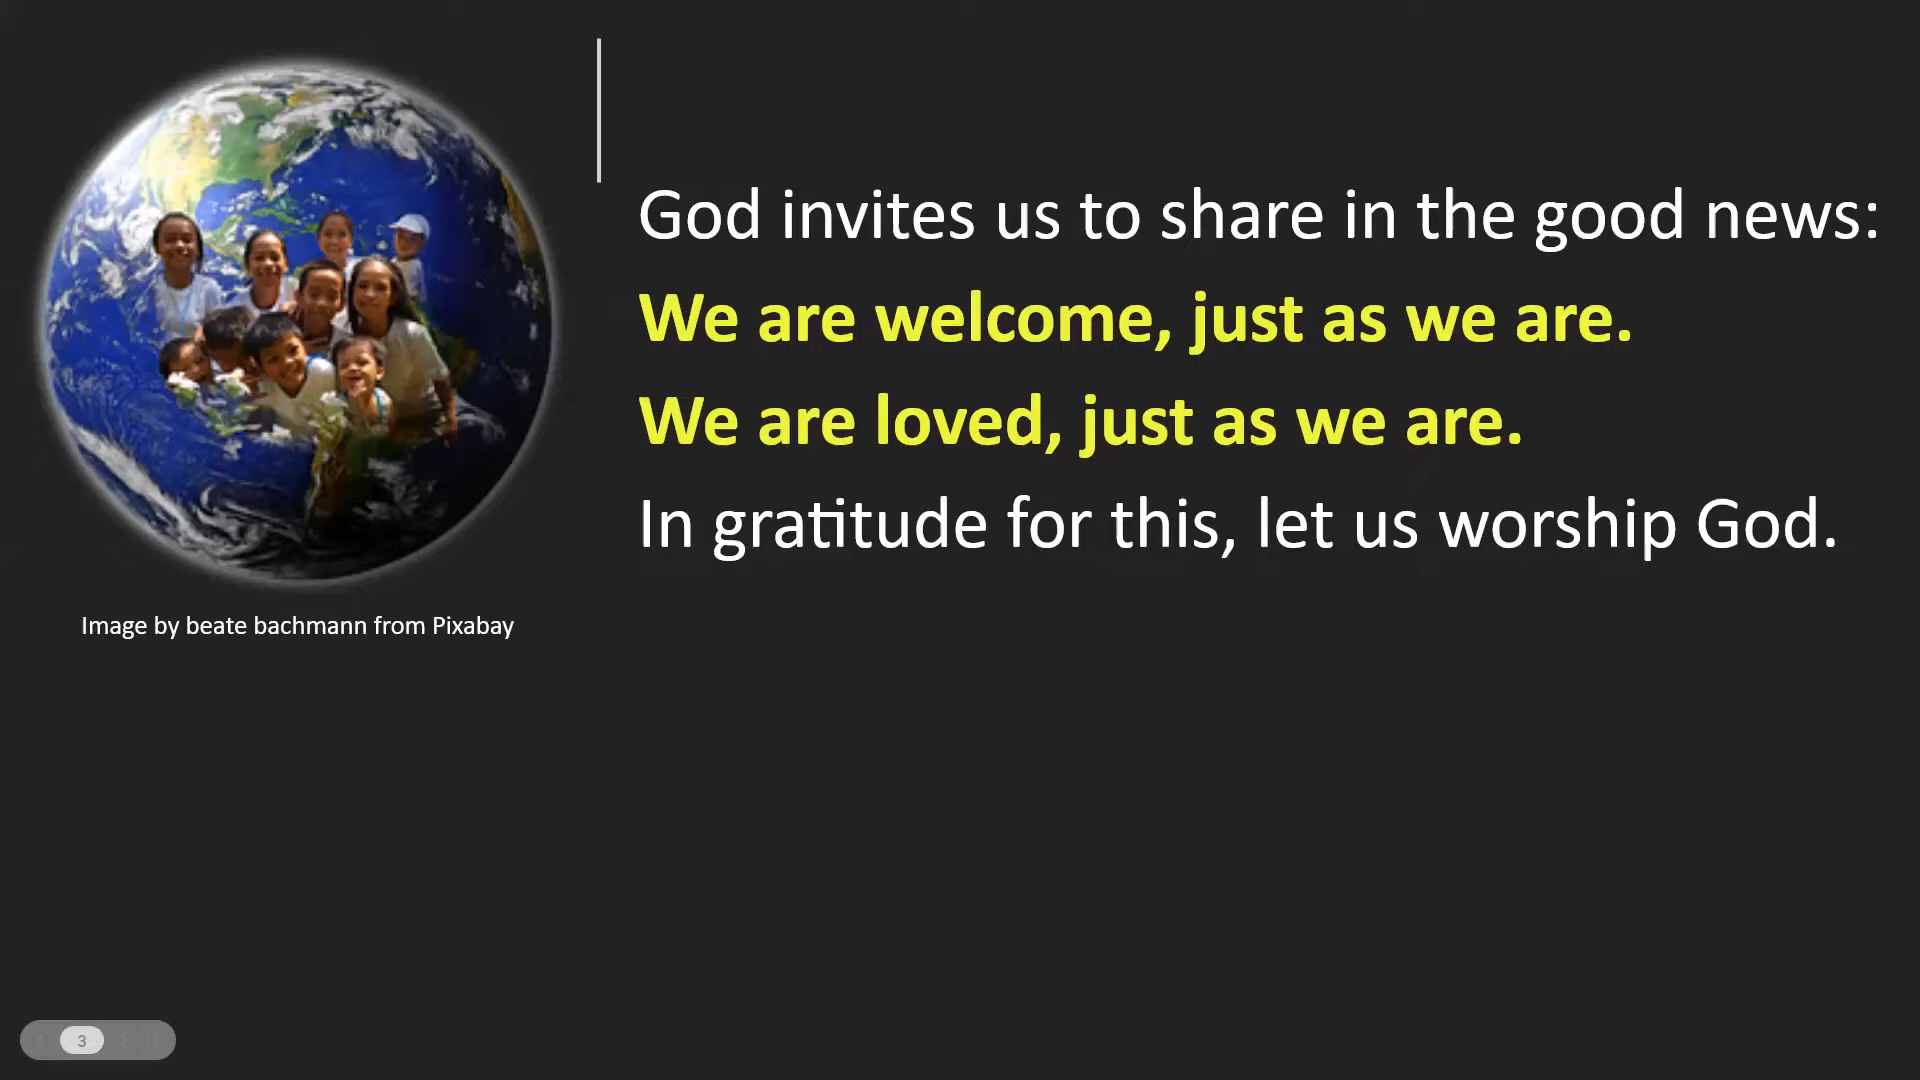 God invites us to share in the good news:
We are welcome, just as we are.
We are loved, just as we are.
In gratitude for this, let us worship God.
Image by beate bachmann from Pixabay
3